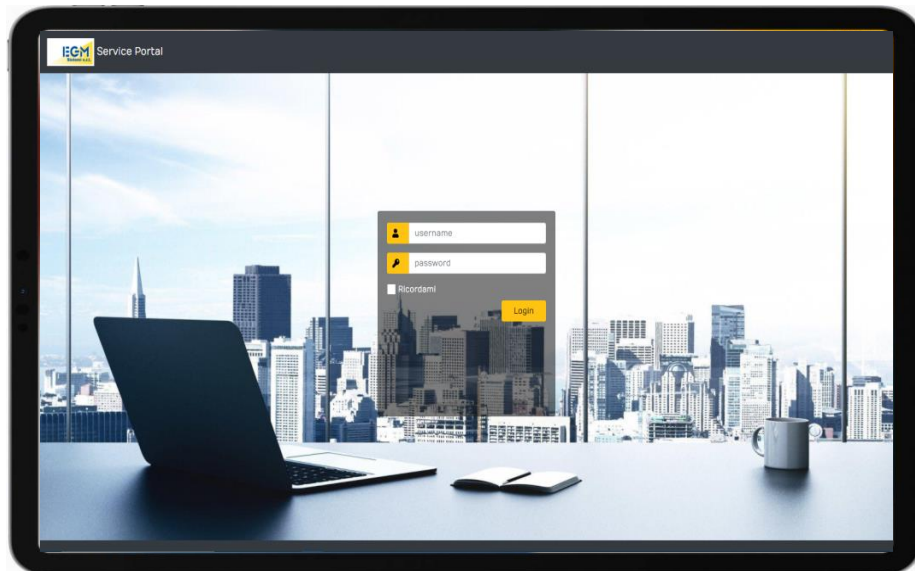 EGM
Service Portal
username
password
Ricordami
Login